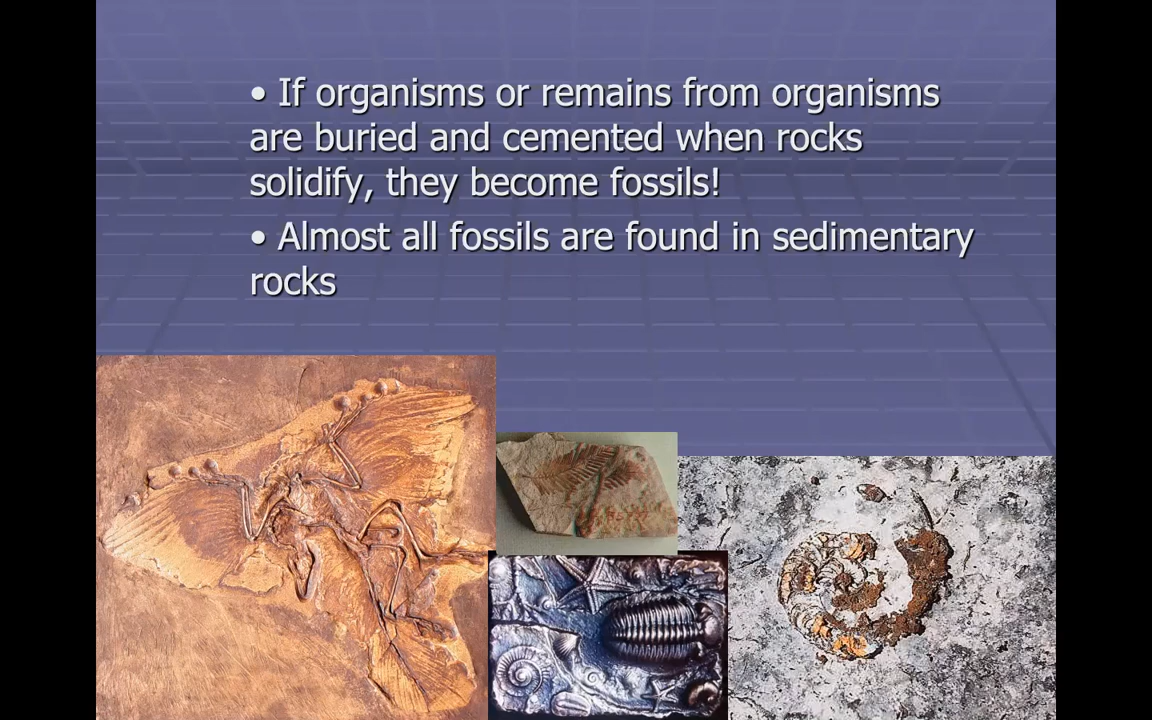 • If organisms or remains from organisms
are buried and cemented when rocks
solidify, they become fossils!
• Almost all fossils are found in sedimentary
rocks